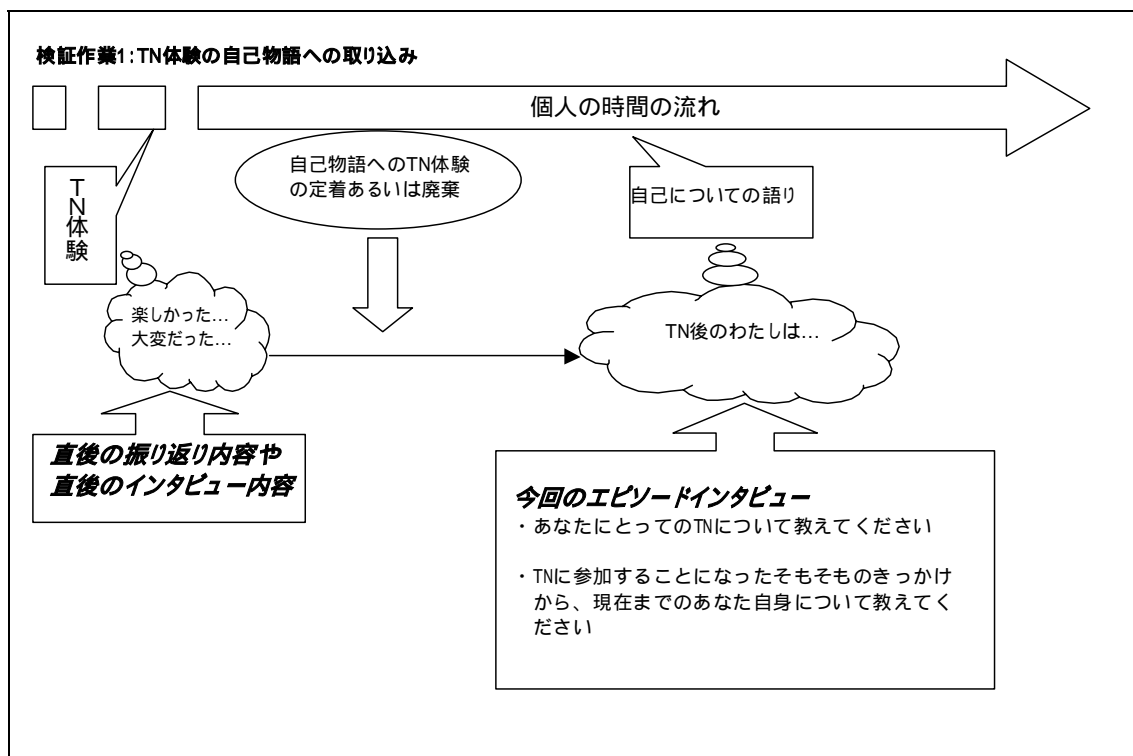 検証作業1:TN体験の自己物語への取り込み
個人の時間の流れ
TN体験
自己物語へのTN体験
の定着あるいは廃棄
自己についての語り
楽しかった…
大変だった…
TN後のわたしは…
直後の振り返り内容や
直後のインタビュー内容
今回のエピソードインタビュー
・あなたにとってのTNについて教えてください
・TNに参加することになったそもそものきっかけ
から、現在までのあなた自身について教えてく
ださい